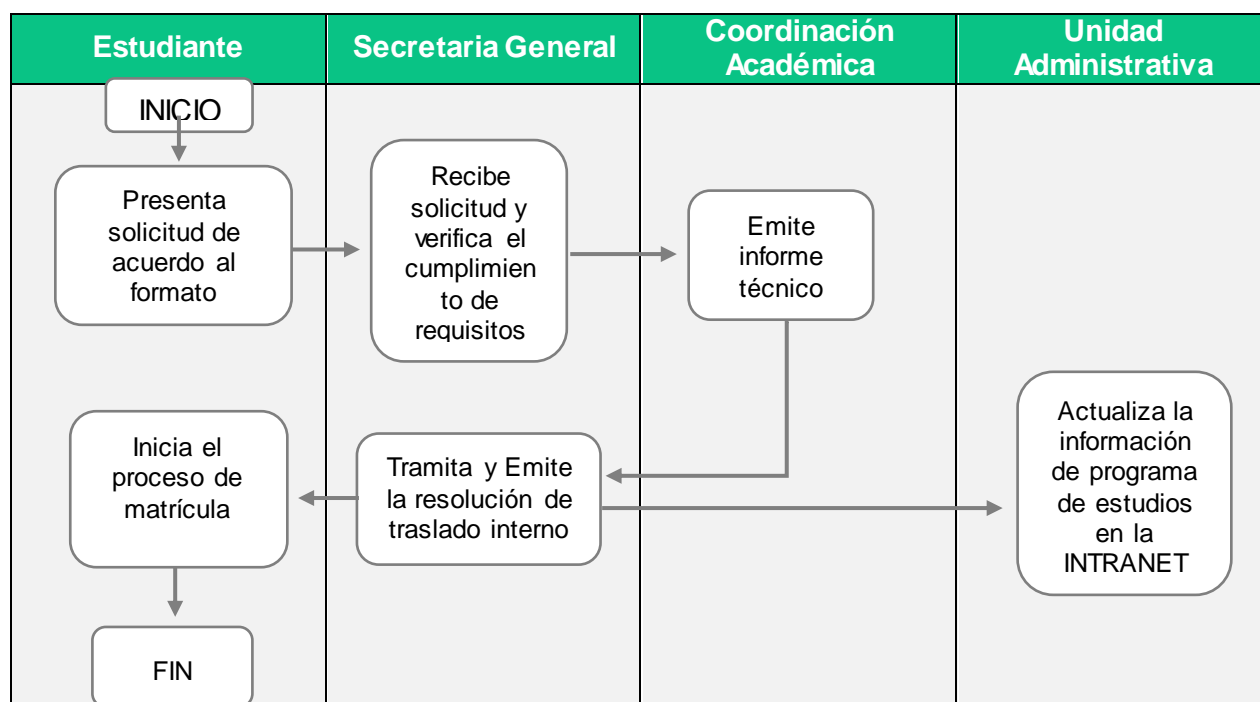 Estudiante
Secretaria General
Coordinación
Académica
Unidad
Administrativa
INICIO
Presenta
solicitud de
acuerdo al
formato
Recibe
solicitud y
verifica el
cumplimien
to de
requisitos
Emite
informe
técnico
Inicia el
proceso de
matrícula
Tramita y Emite
la resolución de
traslado interno
Actualiza la
información
de programa
de estudios
en la
INTRANET
FIN